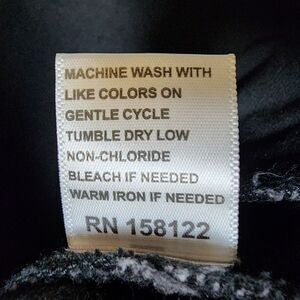 MACHINE WASH WITH
LIKE COLORS ON
GENTLE CYCLE
TUMBLE DRY LOW
NON-CHLORIDE
BLEACH IF NEEDED
WARM IRON IF NEEDED
RN 158122